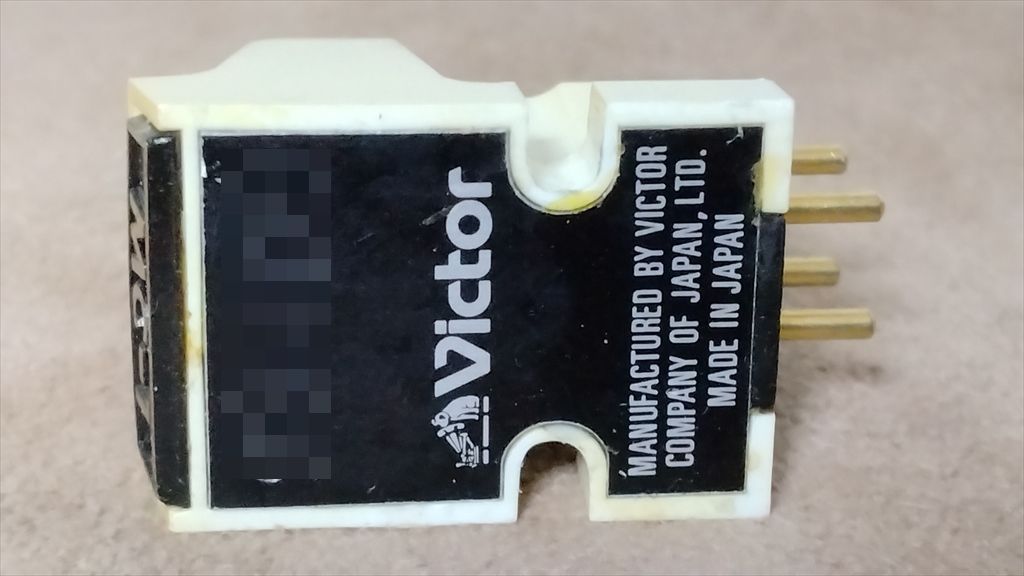 Victor
MANUFACTURED BY VICTOR
COMPANY OF JAPAN, LTD.
MADE IN JAPAN